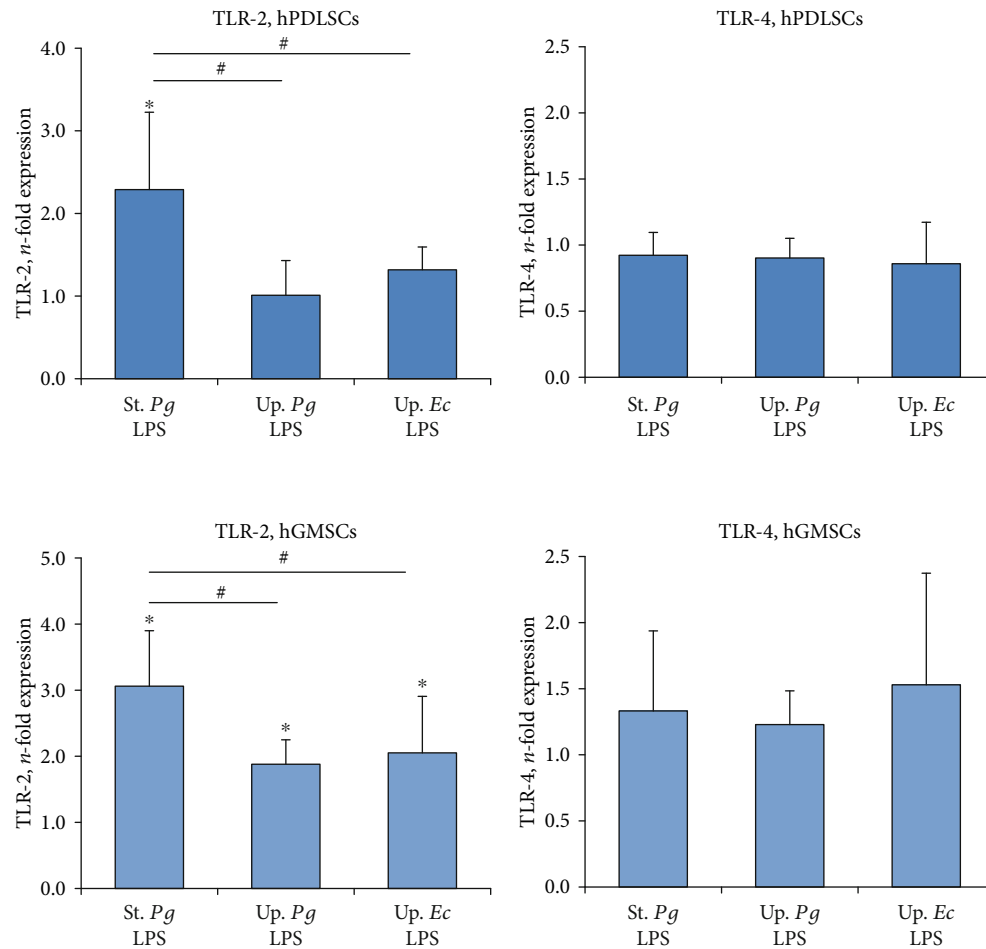 TLR-2, hPDLSCs
TLR-2, n-fold expression
4.0
3.0
2.0
1.0
0.0
#
#
*
St. Pg
LPS
Up. Pg
LPS
Up. Ec
LPS
TLR-4, hPDLSCs
TLR-4, n-fold expression
2.5
2.0
1.5
1.0
0.5
0.0
St. Pg
LPS
Up. Pg
LPS
Up. Ec
LPS
TLR-2, hGMSCs
TLR-2, n-fold expression
5.0
4.0
3.0
2.0
1.0
0.0
#
#
*
*
*
St. Pg
LPS
Up. Pg
LPS
Up. Ec
LPS
TLR-4, hGMSCs
TLR-4, n-fold expression
2.5
2.0
1.5
1.0
0.5
0.0
St. Pg
LPS
Up. Pg
LPS
Up. Ec
LPS